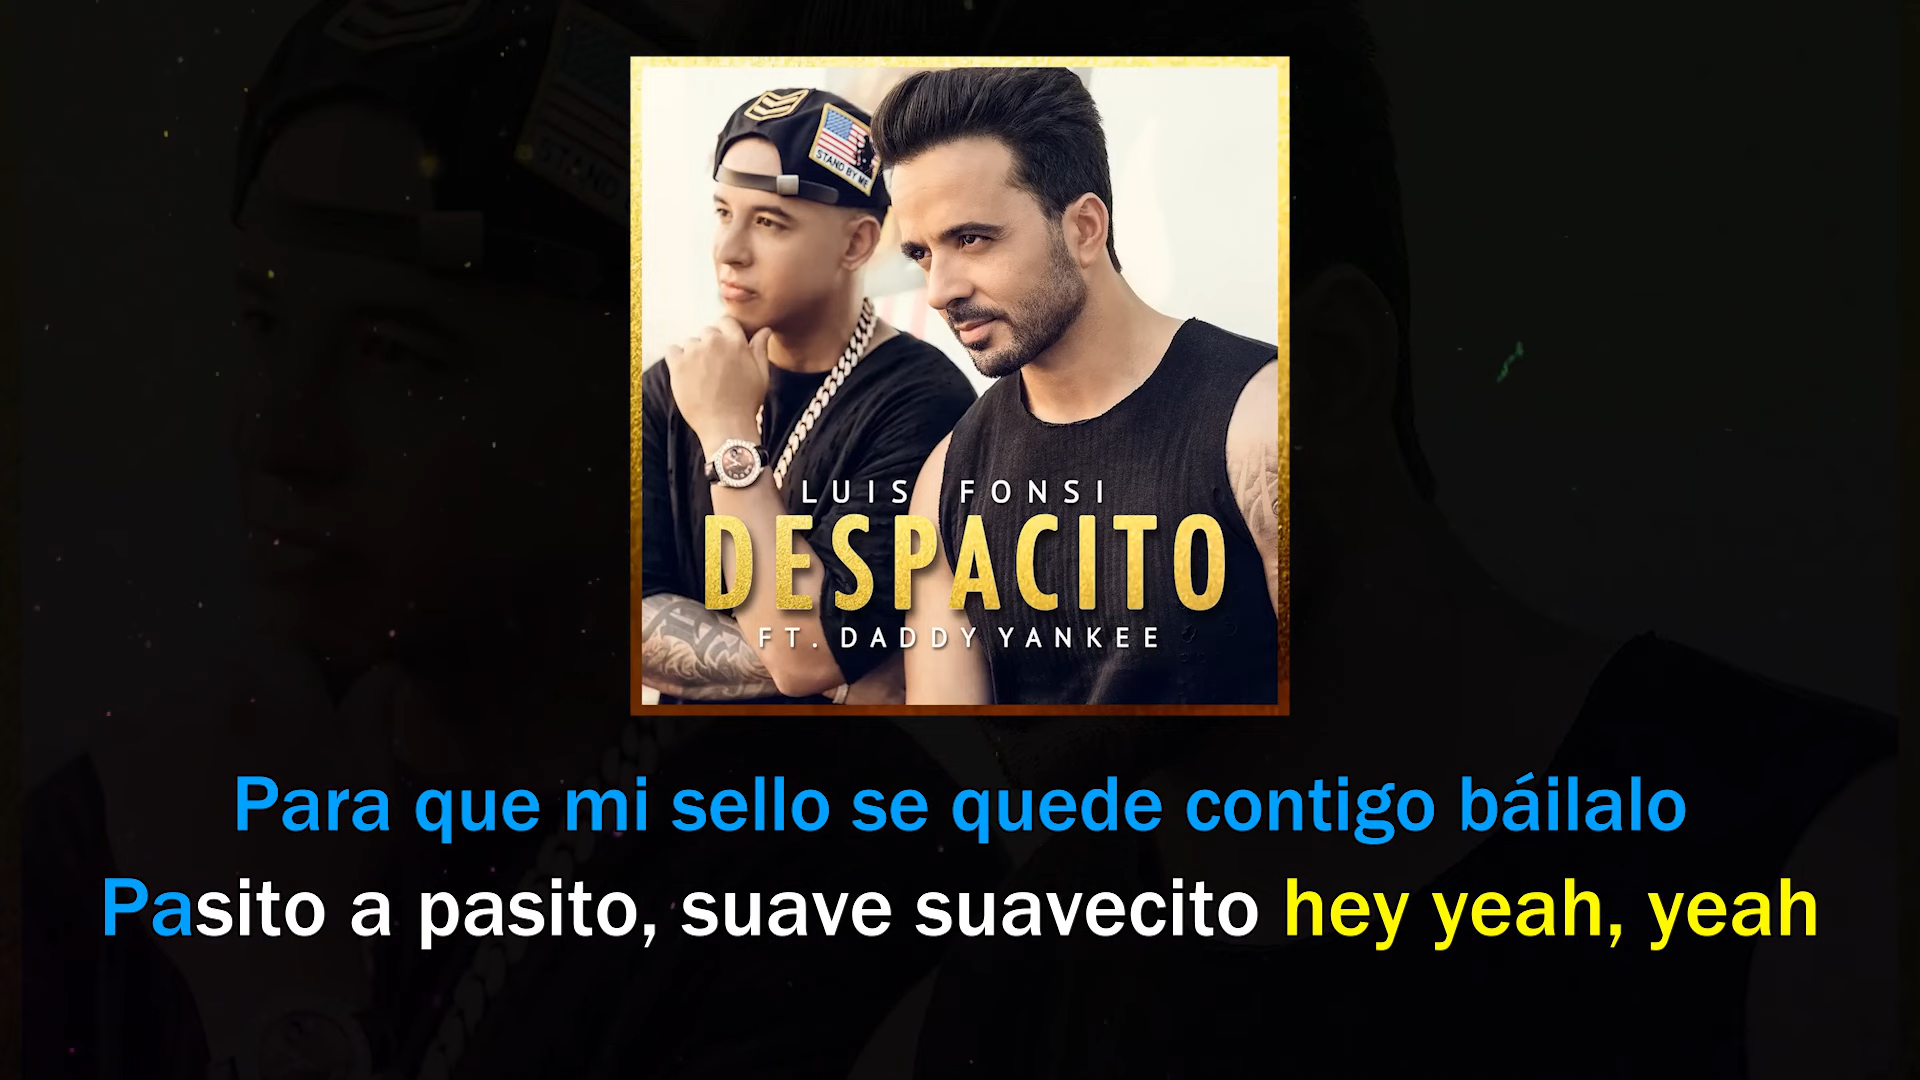 STAND BY ME
LUIS FONSI
DESPACITO
FT. DADDY YANKEE
Para que mi sello se quede contigo báilalo
Pasito a pasito, suave suavecito hey yeah, yeah